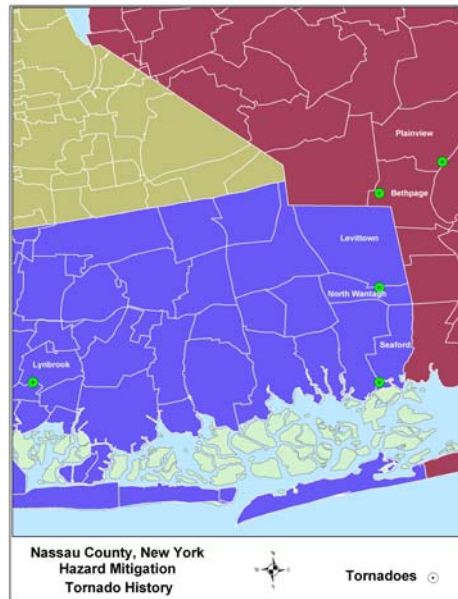 Plainview
Bethpage
Levittown
North Wantagh
Seaford
Lynbrook
Nassau County, New York
Hazard Mitigation
Tornado History
Tornadoes